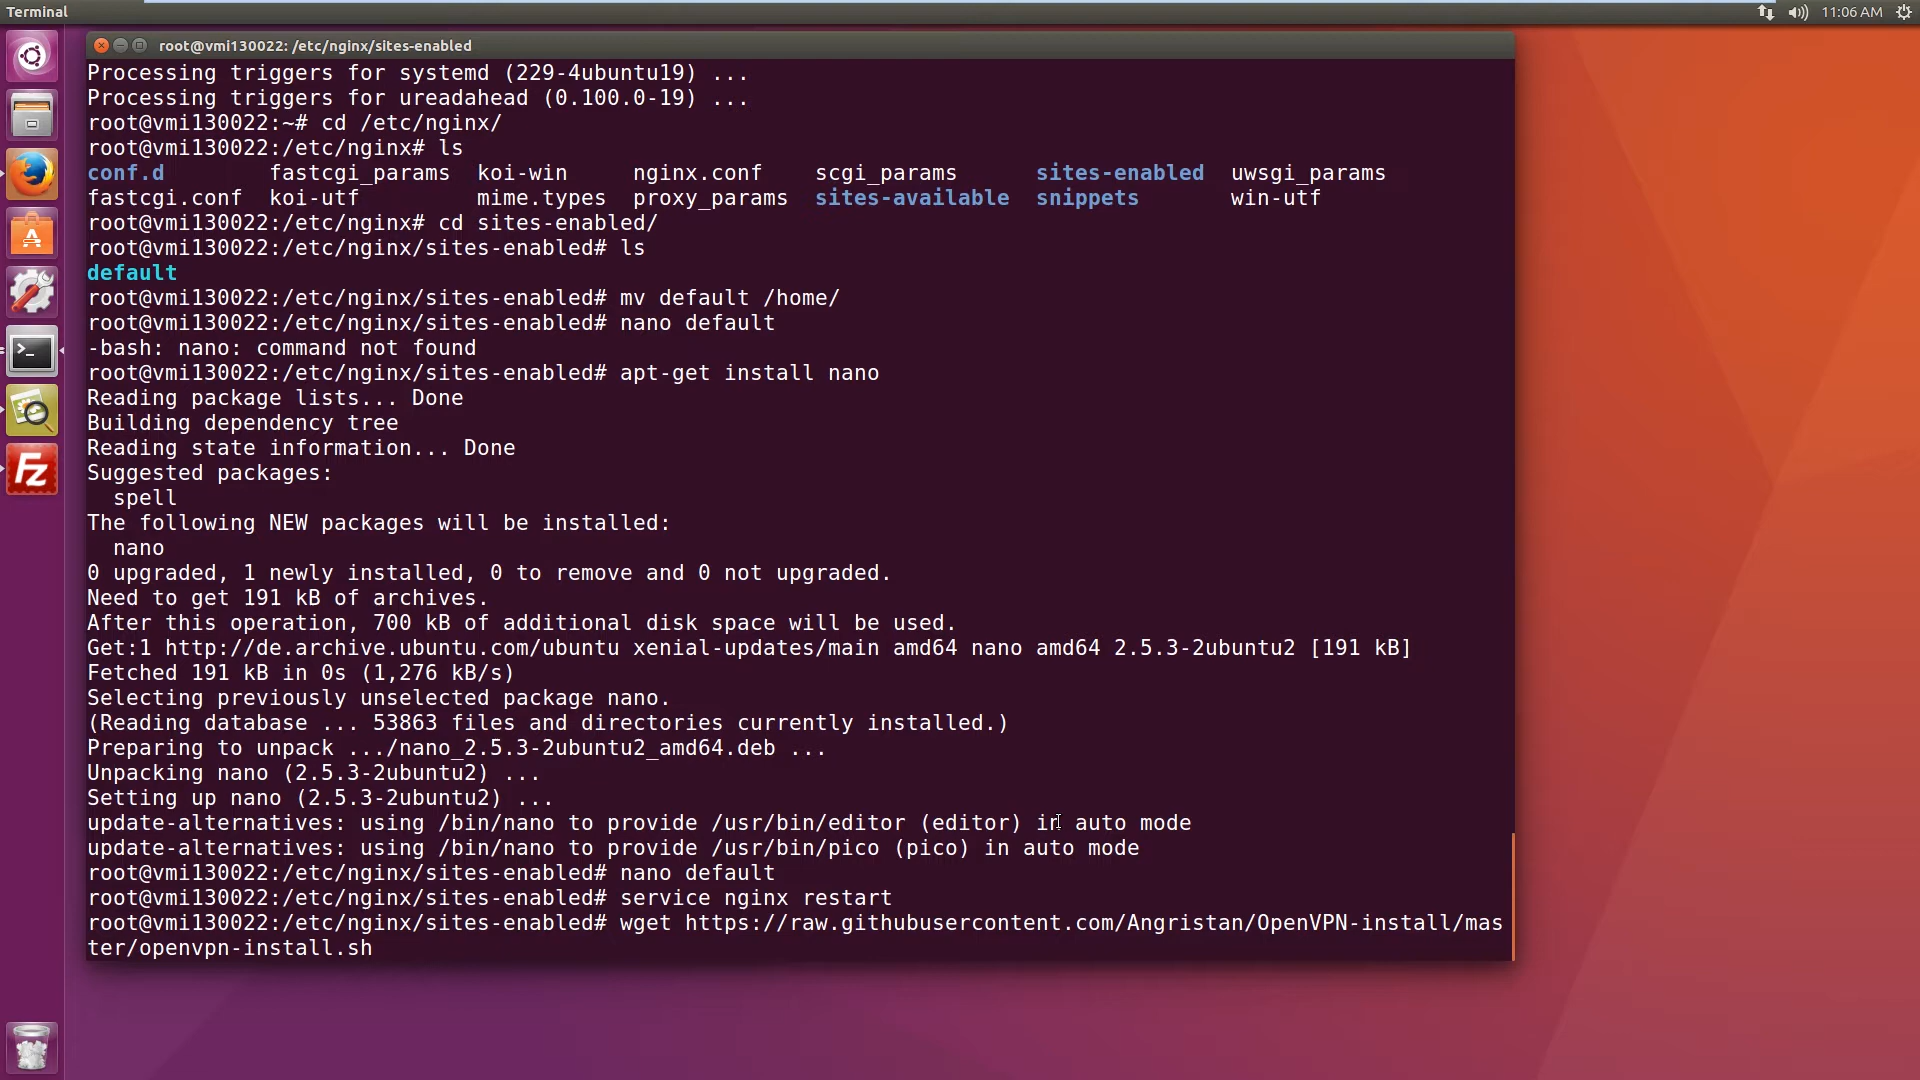 Terminal
11:06 AM
root@vmi130022: /etc/nginx/sites-enabled
Processing triggers for systemd (229-4ubuntu19) ...
Processing triggers for ureadahead (0.100.0-19) ...
root@vmi130022:~# cd /etc/nginx/
root@vmi130022:/etc/nginx# ls
conf.d        fastcgi_params  koi-win     nginx.conf    scgi_params      sites-enabled  uwsgi_params
fastcgi.conf  koi-utf         mime.types  proxy_params  sites-available  snippets       win-utf
root@vmi130022:/etc/nginx# cd sites-enabled/
root@vmi130022:/etc/nginx/sites-enabled# ls
default
root@vmi130022:/etc/nginx/sites-enabled# mv default /home/
root@vmi130022:/etc/nginx/sites-enabled# nano default
-bash: nano: command not found
root@vmi130022:/etc/nginx/sites-enabled# apt-get install nano
Reading package lists... Done
Building dependency tree
Reading state information... Done
Suggested packages:
  spell
The following NEW packages will be installed:
  nano
0 upgraded, 1 newly installed, 0 to remove and 0 not upgraded.
Need to get 191 kB of archives.
After this operation, 700 kB of additional disk space will be used.
Get:1 http://de.archive.ubuntu.com/ubuntu xenial-updates/main amd64 nano amd64 2.5.3-2ubuntu2 [191 kB]
Fetched 191 kB in 0s (1,276 kB/s)
Selecting previously unselected package nano.
(Reading database ... 53863 files and directories currently installed.)
Preparing to unpack .../nano_2.5.3-2ubuntu2_amd64.deb ...
Unpacking nano (2.5.3-2ubuntu2) ...
Setting up nano (2.5.3-2ubuntu2) ...
update-alternatives: using /bin/nano to provide /usr/bin/editor (editor) in auto mode
update-alternatives: using /bin/nano to provide /usr/bin/pico (pico) in auto mode
root@vmi130022:/etc/nginx/sites-enabled# nano default
root@vmi130022:/etc/nginx/sites-enabled# service nginx restart
root@vmi130022:/etc/nginx/sites-enabled# wget https://raw.githubusercontent.com/Angristan/OpenVPN-install/mas
ter/openvpn-install.sh
A
>_
Fz